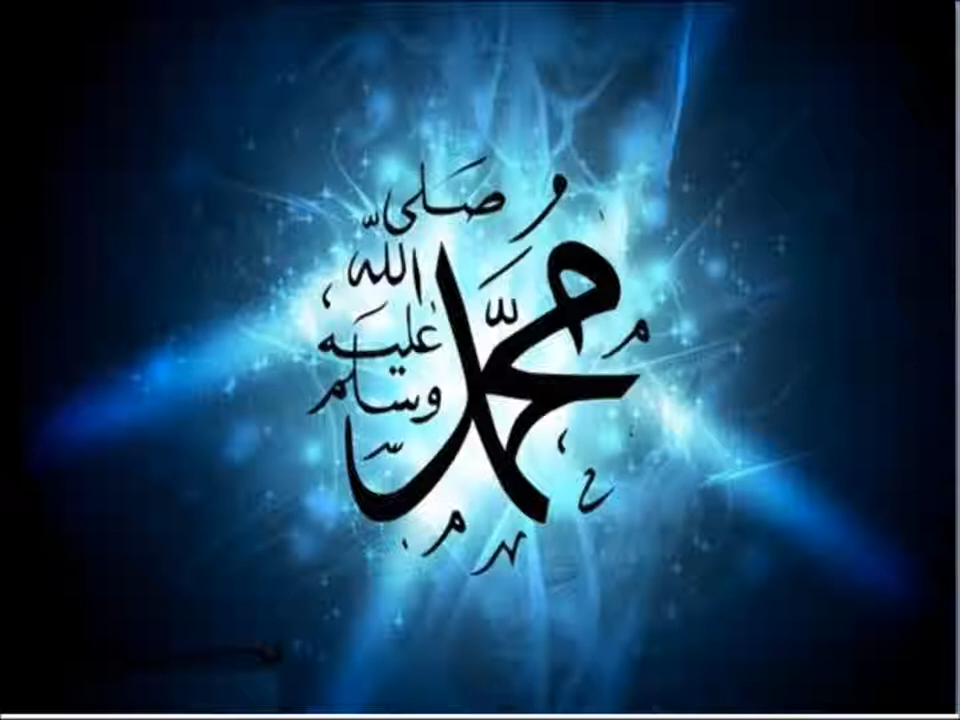 محمد
صلى
الله
عليه
وسلم